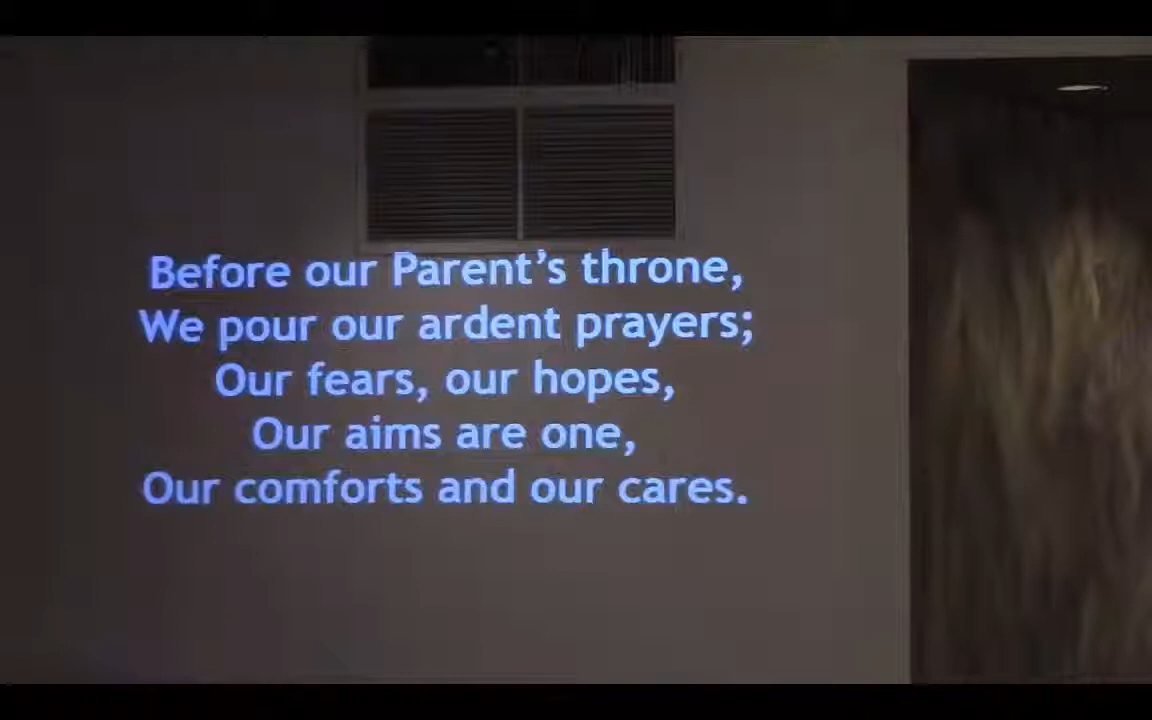 Before our Parent’s throne,
We pour our ardent prayers;
Our fears, our hopes,
Our aims are one,
Our comforts and our cares.